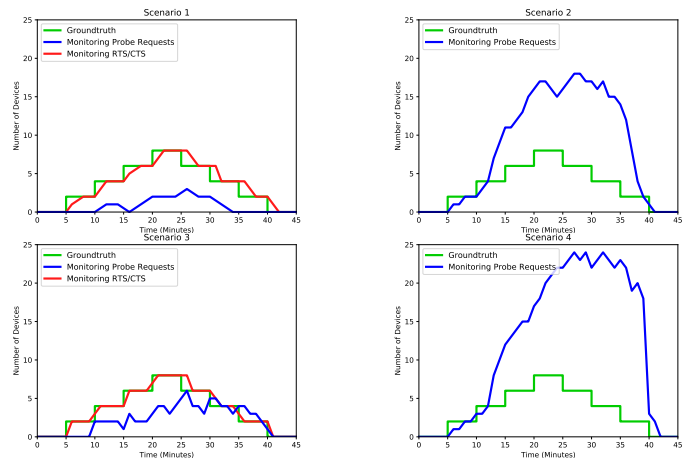 Scenario 1
25
20
15
10
5
0
Number of Devices
Groundtruth
Monitoring Probe Requests
Monitoring RTS/CTS
0 5 10 15 20 25 30 35 40 45
Time (Minutes)
Scenario 2
25
20
15
10
5
0
Number of Devices
Groundtruth
Monitoring Probe Requests
0 5 10 15 20 25 30 35 40 45
Time (Minutes)
Scenario 3
25
20
15
10
5
0
Number of Devices
Groundtruth
Monitoring Probe Requests
Monitoring RTS/CTS
0 5 10 15 20 25 30 35 40 45
Time (Minutes)
Scenario 4
25
20
15
10
5
0
Number of Devices
Groundtruth
Monitoring Probe Requests
0 5 10 15 20 25 30 35 40 45
Time (Minutes)